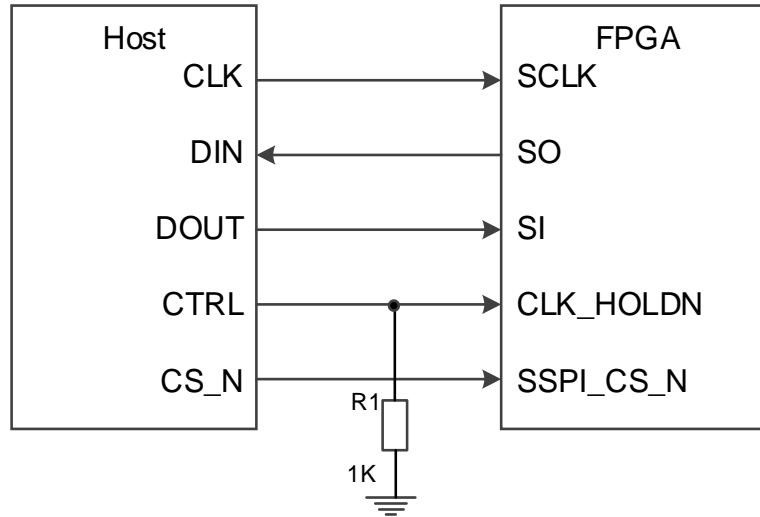 Host
FPGA
CLK
SCLK
DIN
SO
DOUT
SI
CTRL
CLK_HOLDN
CS_N
SSPI_CS_N
R1
1K